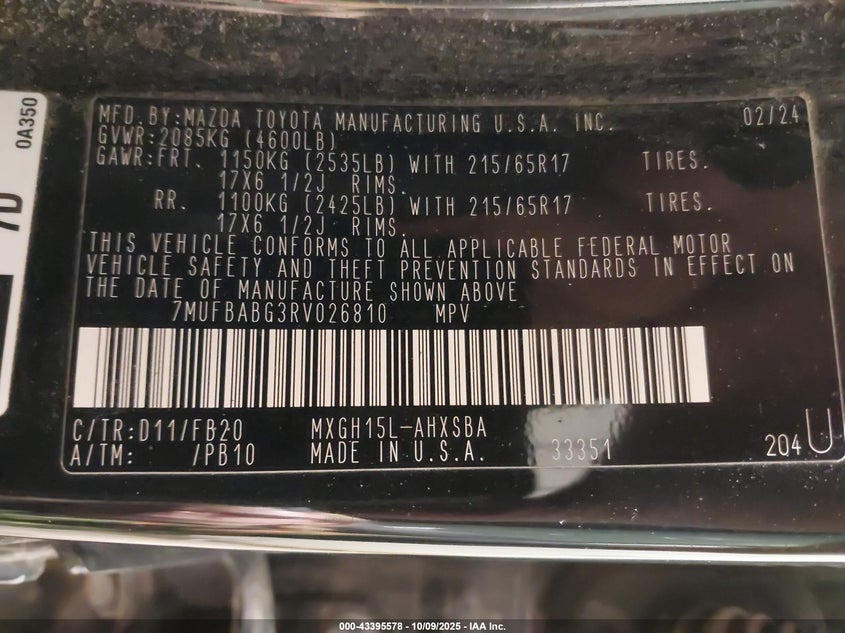 0A350
MFD.BY:MAZDA TOYOTA MANUFACTURING U.S.A. INC. 02/24
GVWR:2085KG (4600LB)
GAWR:FRT. 1150KG (2535LB) WITH 215/65R17 TIRES.
17X6 1/2J RIMS.
RR. 1100KG (2425LB) WITH 215/65R17 TIRES.
17X6 1/2J RIMS.
THIS VEHICLE CONFORMS TO ALL APPLICABLE FEDERAL MOTOR
VEHICLE SAFETY AND THEFT PREVENTION STANDARDS IN EFFECT ON
THE DATE OF MANUFACTURE SHOWN ABOVE
7MUFBABG3RV026810 MPV
C/TR:D11/FB20 MXGH15L-AHXSBA
A/TM: /PB10 MADE IN U.S.A. 33351 204 U
000-43395578 - 10/09/2025 - IAA Inc.